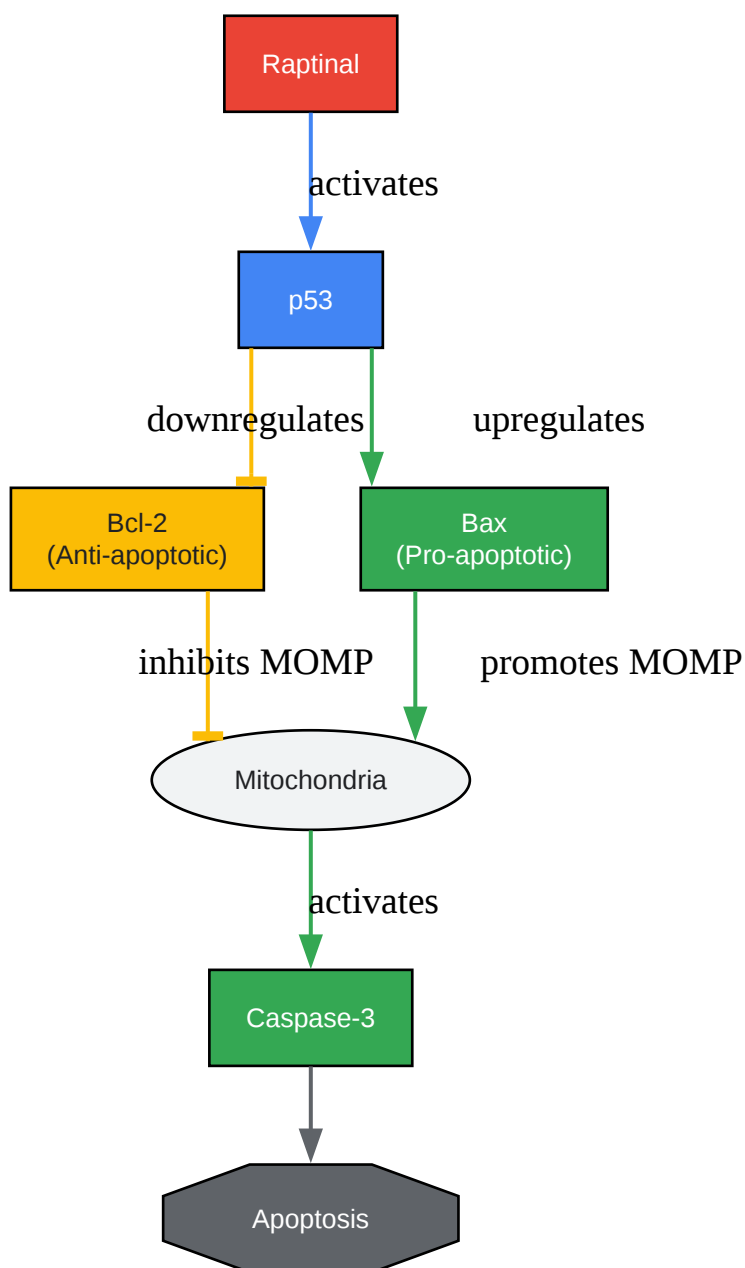 Raptinal
activates
p53
downregulates
upregulates
Bcl-2
(Anti-apoptotic)
Bax
(Pro-apoptotic)
inhibits MOMP
promotes MOMP
Mitochondria
activates
Caspase-3
Apoptosis